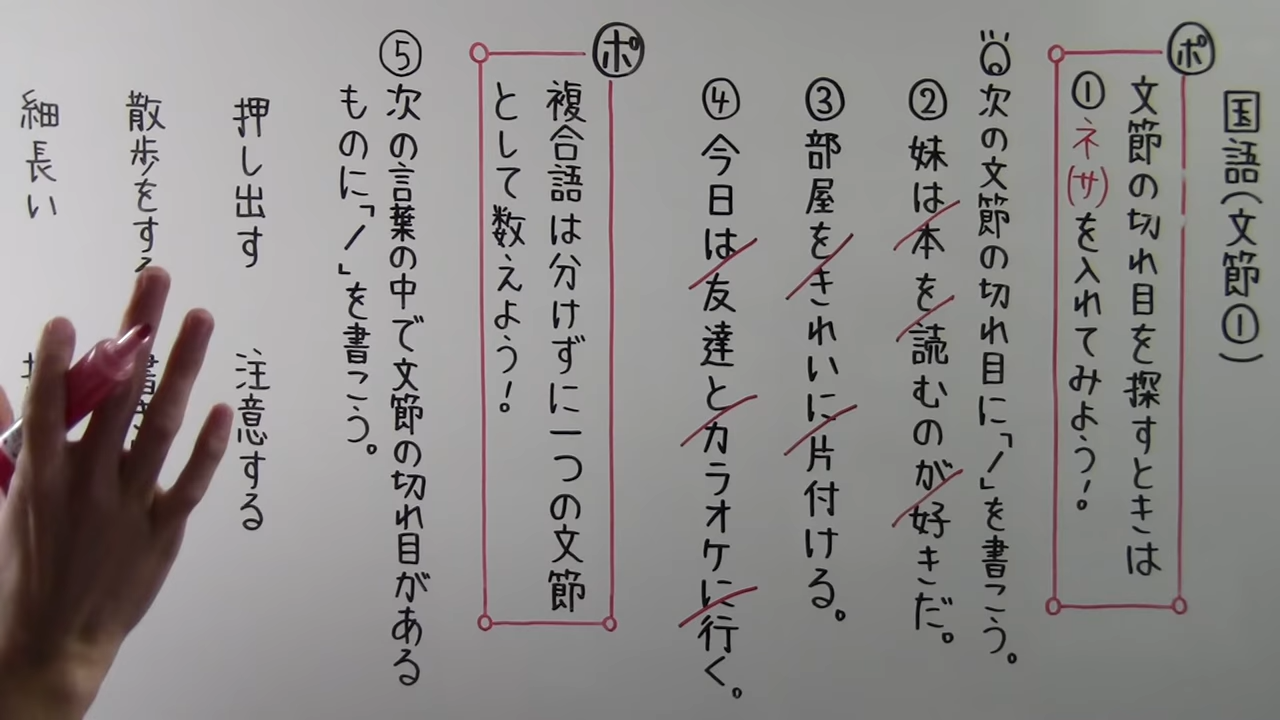 国語(文節①)
ポ
文節の切れ目を探すときは
①ネ(サ)を入れてみよう！
次の文節の切れ目に「/」を書こう。
②妹は/本を/読むのが/好きだ。
③部屋を/きれいに/片付ける。
④今日は/友達と/カラオケに/行く。
ポ
複合語は分けずに一つの文節
として数えよう！
⑤次の言葉の中で文節の切れ目がある
ものに「/」を書こう。
押し出す 注意する
散歩をする 書き
細長い